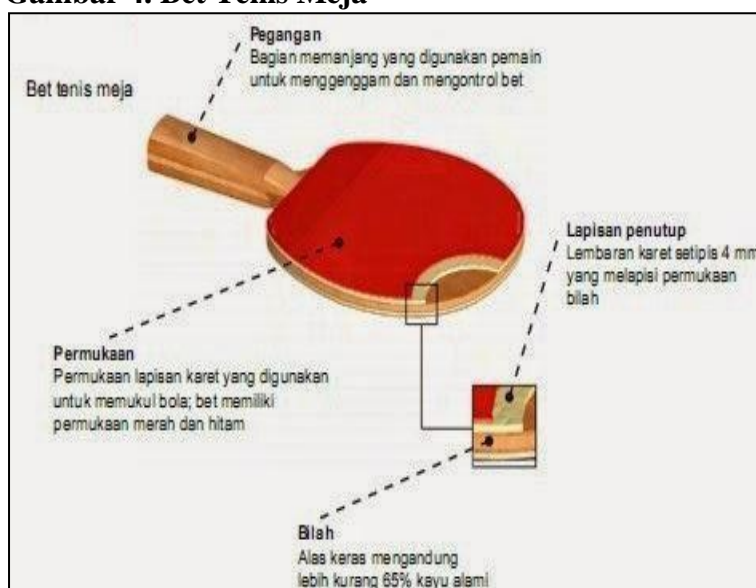 Gambar 4. Bet Tenis Meja
Pegangan
Bagian memanjang yang digunakan pemain
untuk menggenggam dan mengontrol bet
Bet tenis meja
Lapisan penutup
Lembaran karet setipis 4 mm
yang melapisi permukaan
bilah
Permukaan
Permukaan lapisan karet yang digunakan
untuk memukul bola; bet memiliki
permukaan merah dan hitam
Bilah
Alas keras mengandung
lebih kurang 65% kayu alami